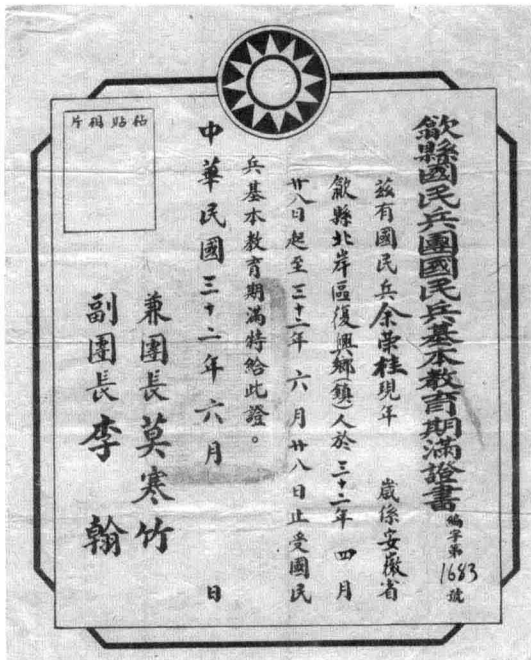 歙縣國民兵團國民兵基本教育期滿證書
編字第1683號
茲有國民兵余榮桂現年 歲係安徽省
歙縣北岸區復興鄉(鎮)人於三十二年 四月
廿八日起至三十二年 六月廿八日止受國民
兵基本教育期滿特給此證。
中華民國三十二年六月 日
兼團長莫寒竹
副團長李 翰
粘貼相片